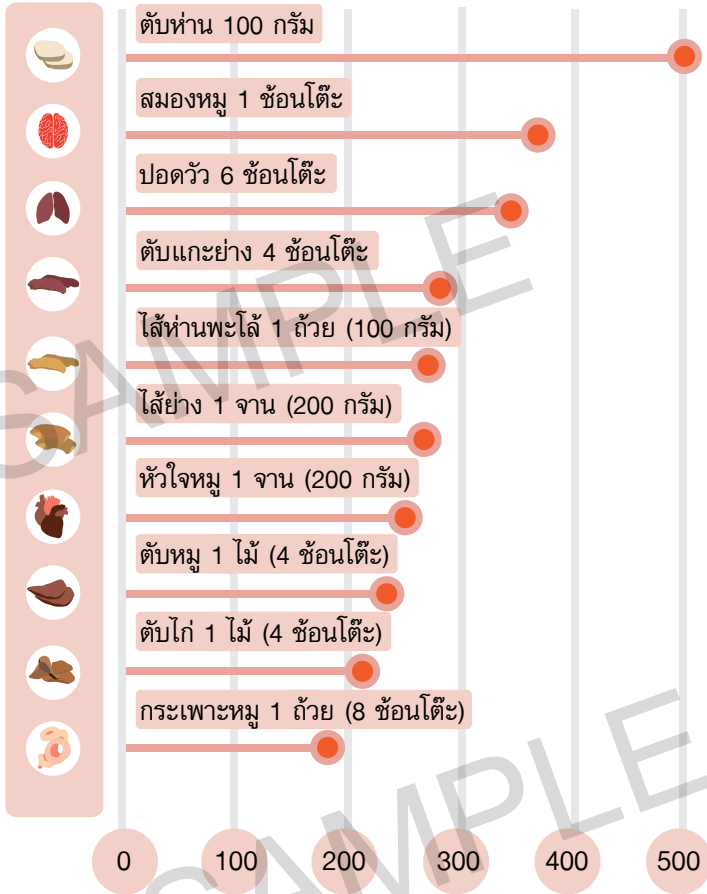 ตับห่าน 100 กรัม
สมองหมู 1 ช้อนโต๊ะ
ปอดวัว 6 ช้อนโต๊ะ
ตับแกะย่าง 4 ช้อนโต๊ะ
ไส้ห่านพะโล้ 1 ถ้วย (100 กรัม)
ไส้ย่าง 1 จาน (200 กรัม)
หัวใจหมู 1 จาน (200 กรัม)
ตับหมู 1 ไม้ (4 ช้อนโต๊ะ)
ตับไก่ 1 ไม้ (4 ช้อนโต๊ะ)
กระเพาะหมู 1 ถ้วย (8 ช้อนโต๊ะ)
0 100 200 300 400 500
SAMPLE
SAMPLE